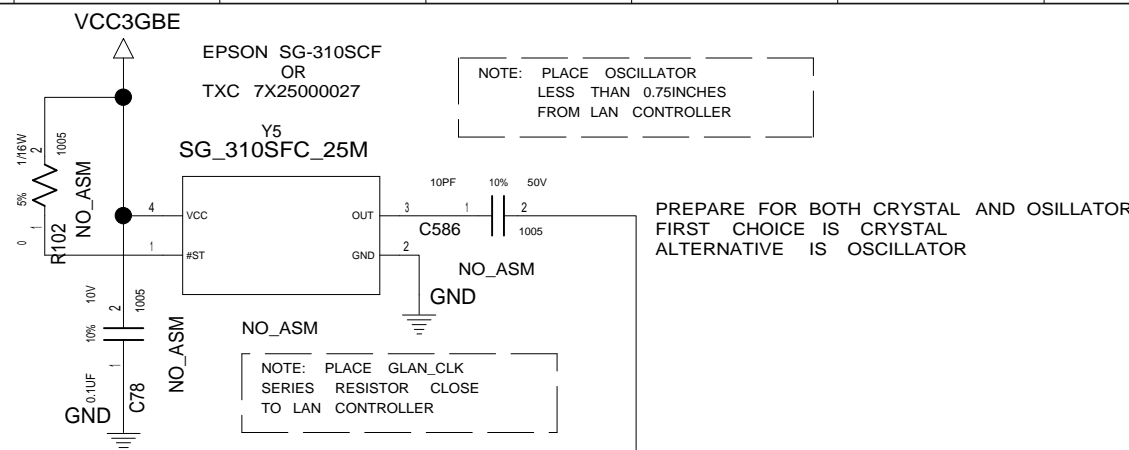 VCC3GBE
EPSON SG-310SCF
OR
TXC 7X25000027
NOTE: PLACE OSCILLATOR
LESS THAN 0.75INCHES
FROM LAN CONTROLLER
Y5
SG_310SFC_25M
1/16W
2
1005
5%
NO_ASM
0
1
R102
4
VCC
1
#ST
OUT
3
GND
2
10PF
10%
50V
1
2
C586
1005
NO_ASM
GND
PREPARE FOR BOTH CRYSTAL AND OSILLATOR
FIRST CHOICE IS CRYSTAL
ALTERNATIVE IS OSCILLATOR
10V
2
1005
10%
NO_ASM
0.1UF
1
C78
GND
NO_ASM
NOTE: PLACE GLAN_CLK
SERIES RESISTOR CLOSE
TO LAN CONTROLLER